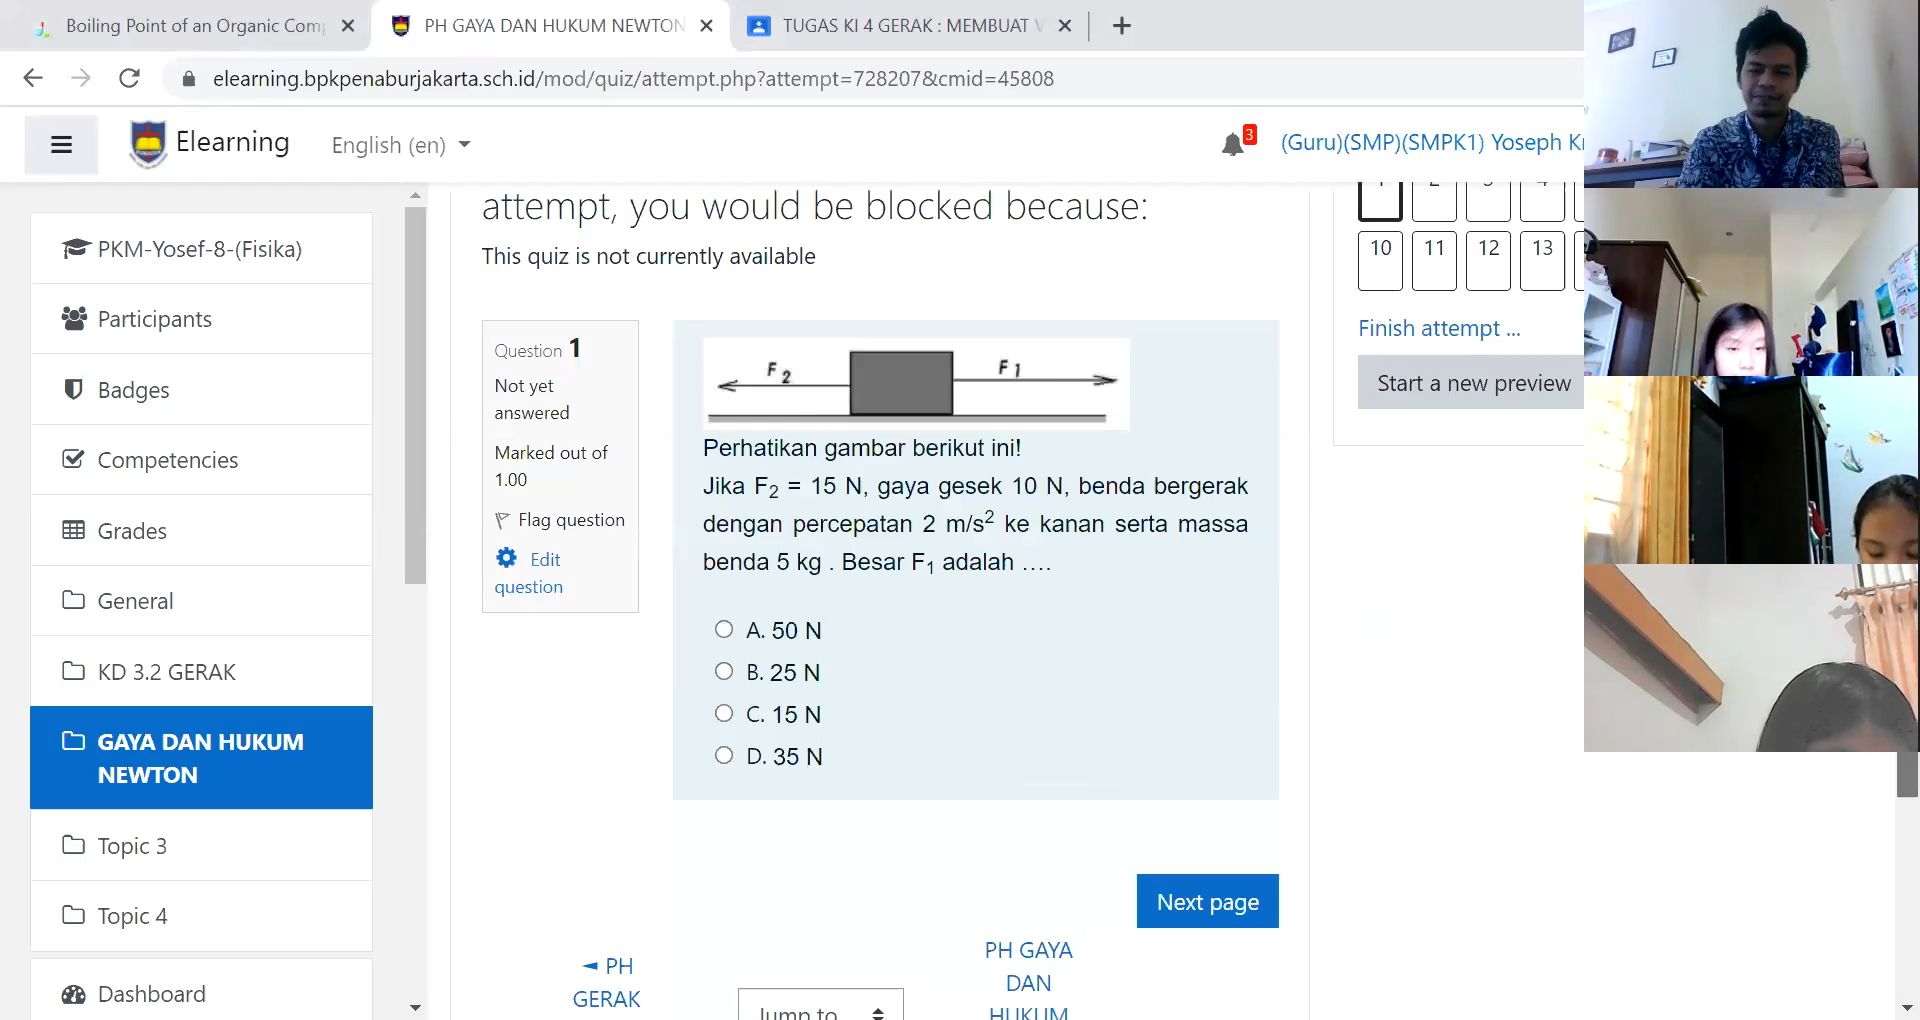 Boiling Point of an Organic Com
PH GAYA DAN HUKUM NEWTON
TUGAS KI 4 GERAK : MEMBUAT V
elearning.bpkpenaburjakarta.sch.id/mod/quiz/attempt.php?attempt=728207&cmid=45808
Elearning
English (en)
3
(Guru)(SMP)(SMPK1) Yoseph Kr
PKM-Yosef-8-(Fisika)
Participants
Badges
Competencies
Grades
General
KD 3.2 GERAK
GAYA DAN HUKUM
NEWTON
Topic 3
Topic 4
Dashboard
attempt, you would be blocked because:
This quiz is not currently available
Question 1
Not yet
answered
Marked out of
1.00
Flag question
Edit
question
F2
F1
Perhatikan gambar berikut ini!
Jika F₂ = 15 N, gaya gesek 10 N, benda bergerak
dengan percepatan 2 m/s² ke kanan serta massa
benda 5 kg . Besar F₁ adalah ….
A. 50 N
B. 25 N
C. 15 N
D. 35 N
Next page
◄ PH
GERAK
Jump to
PH GAYA
DAN
HUKUM
10 11 12 13
Finish attempt ...
Start a new preview